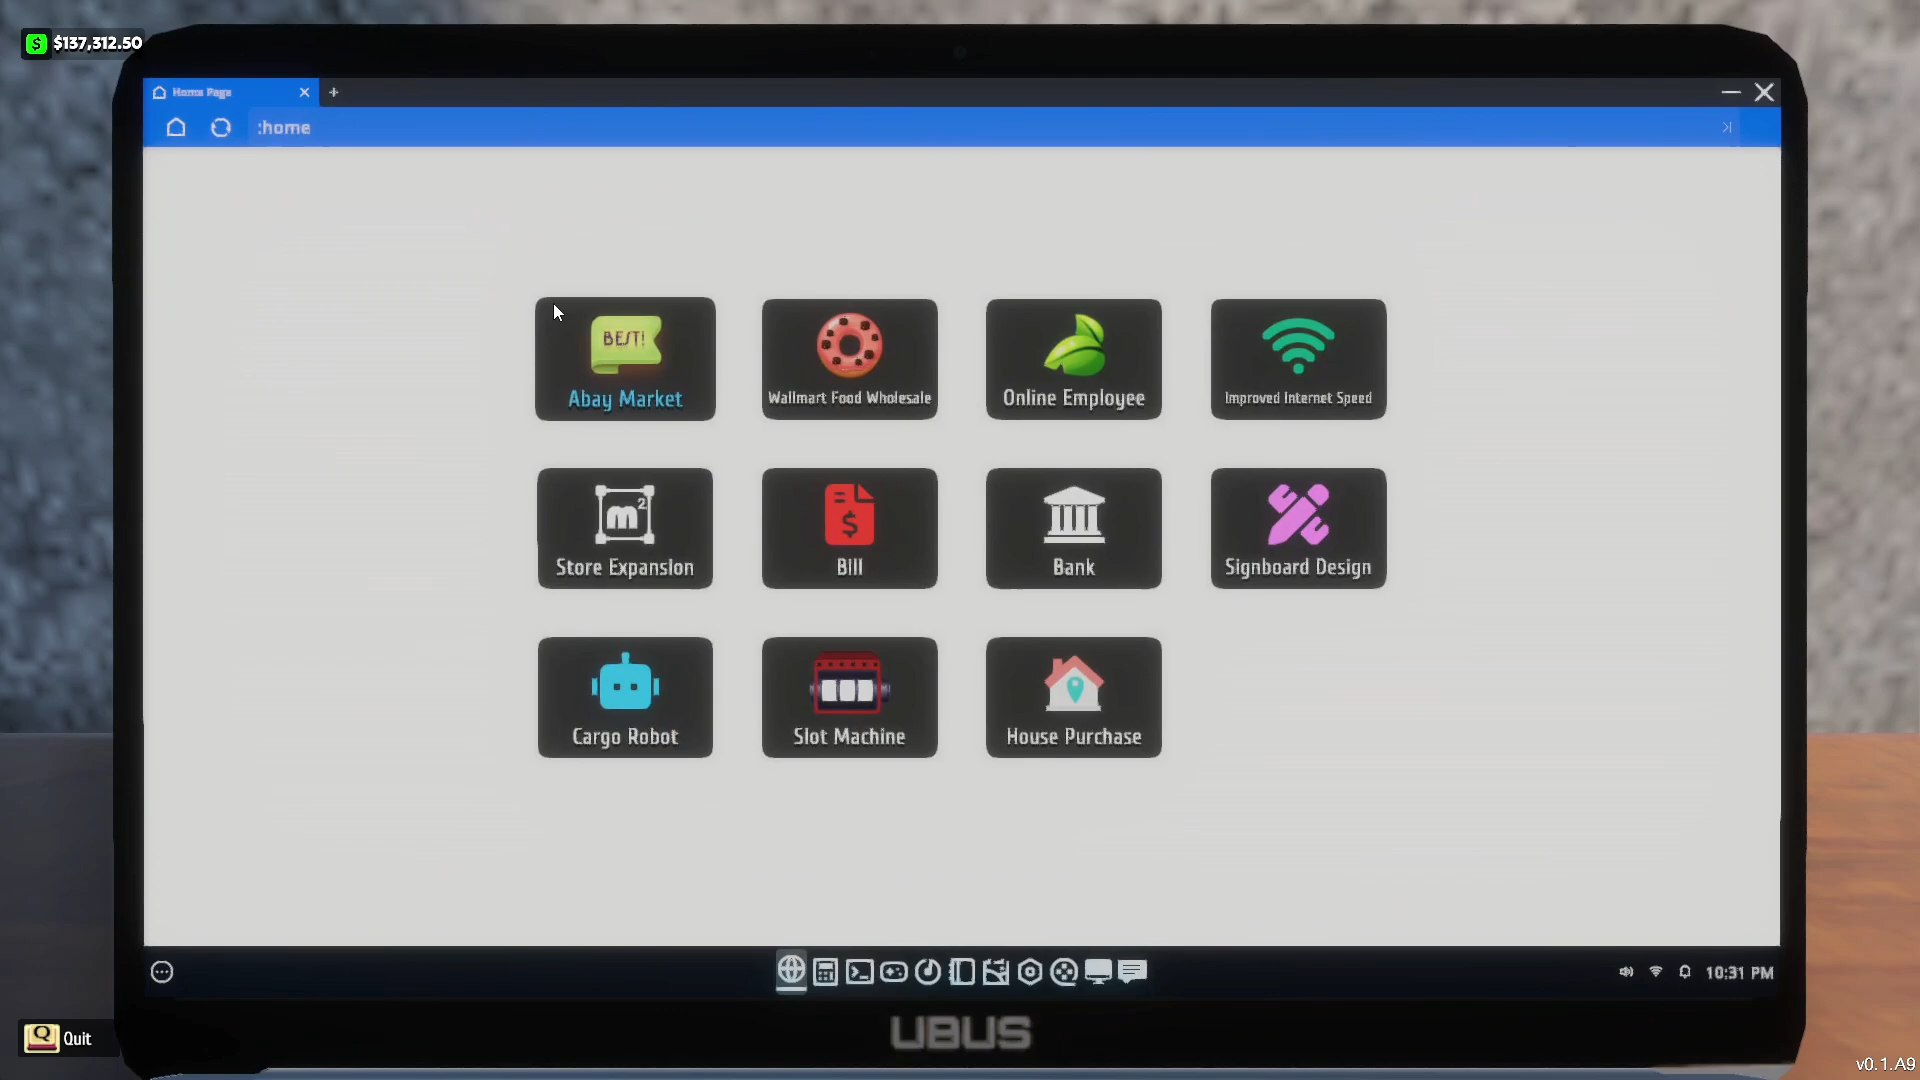 $137,312.50
Home Page
:home
BEST!
Abay Market
Wallmart Food Wholesale
Online Employee
Improved Internet Speed
m2
Store Expansion
Bill
Bank
Signboard Design
Cargo Robot
Slot Machine
House Purchase
10:31 PM
UBUS
Q Quit
v0.1.A9